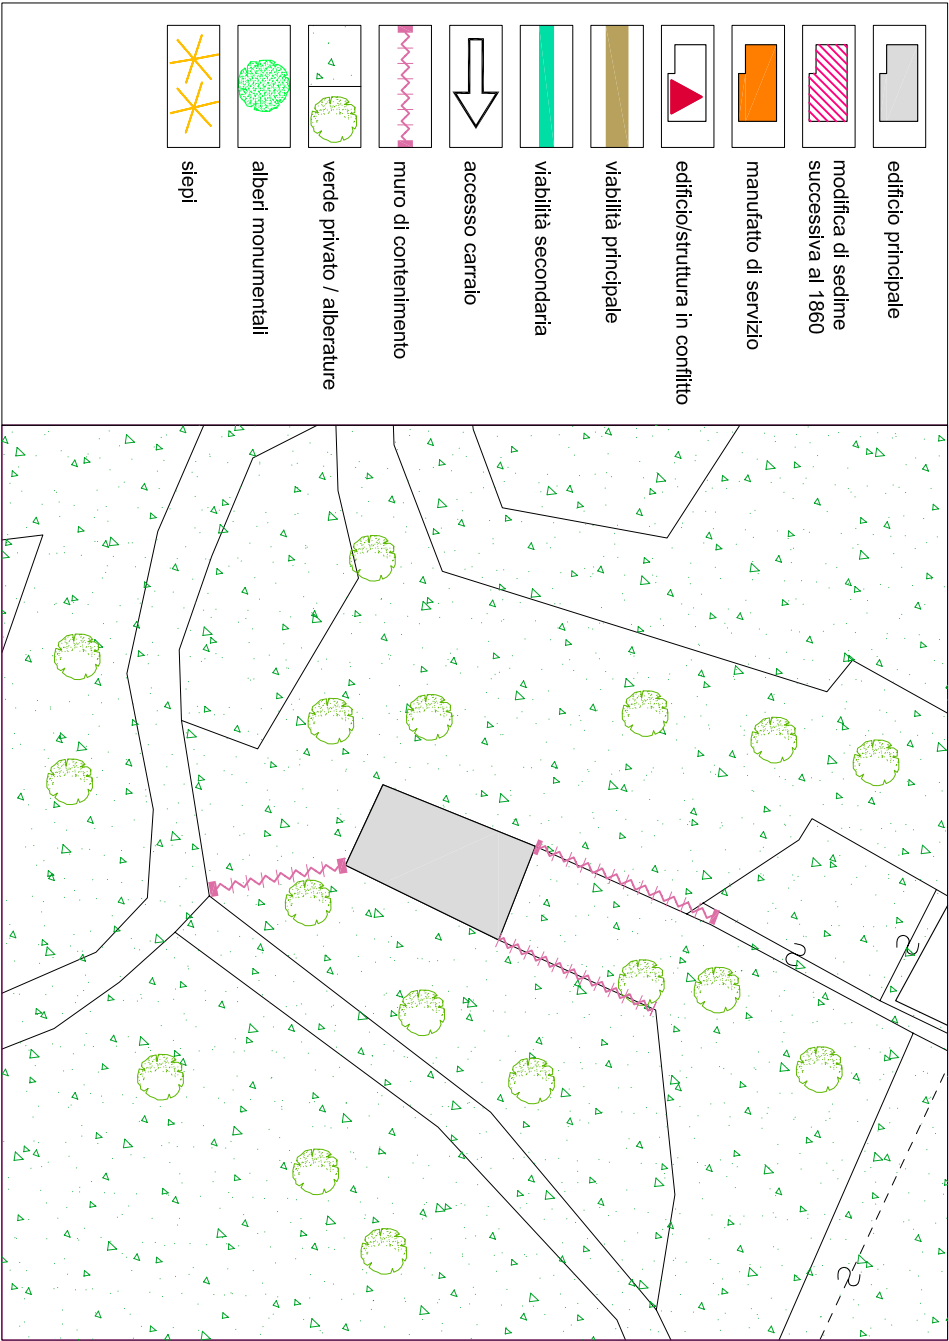 edificio principale
modifica di sedime
successiva al 1860
manufatto di servizio
edificio/struttura in conflitto
viabilità principale
viabilità secondaria
accesso carraio
muro di contenimento
verde privato / alberature
alberi monumentali
siepi